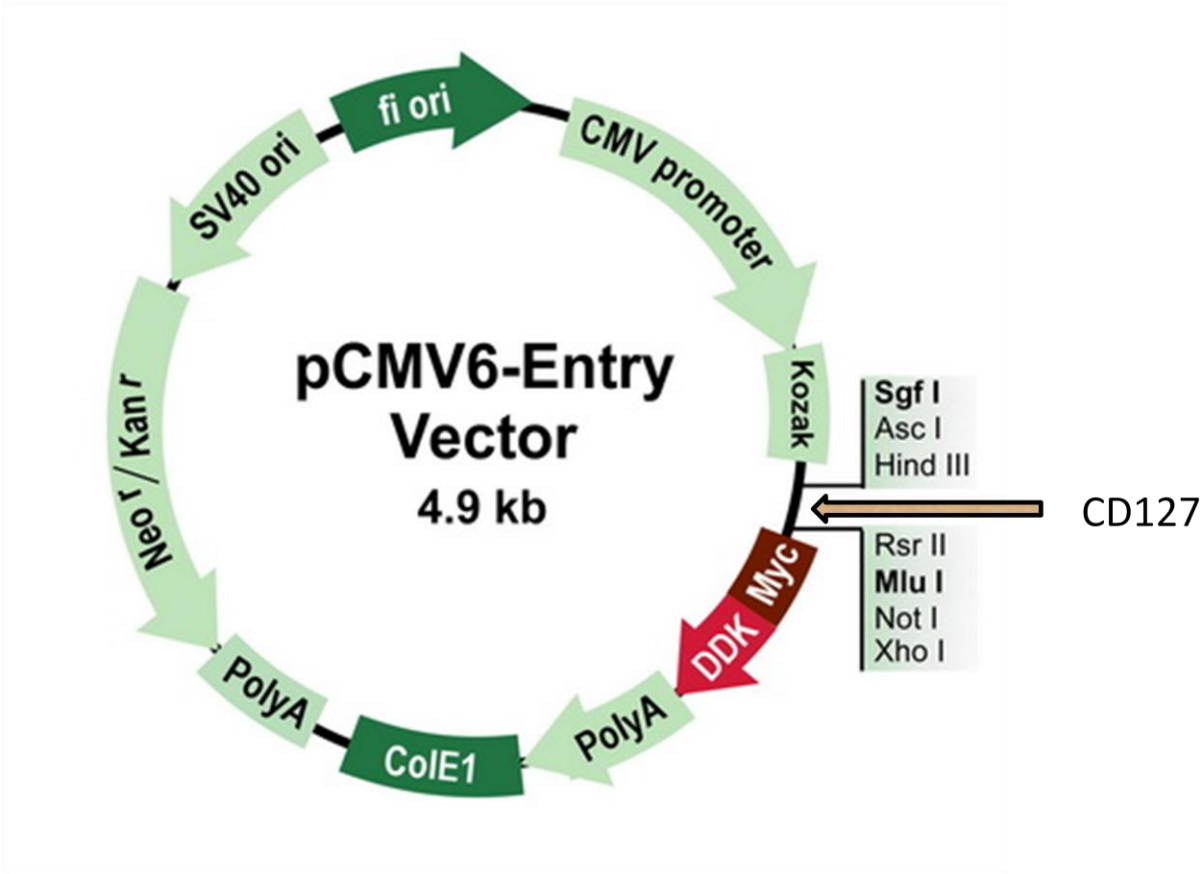 fi ori
CMV promoter
SV40 ori
Kozak
pCMV6-Entry
Vector
4.9 kb
Neo r / Kan r
Sgf I
Asc I
Hind III
CD127
Rsr II
Mlu I
Not I
Xho I
Myc
DDK
PolyA
PolyA
ColE1